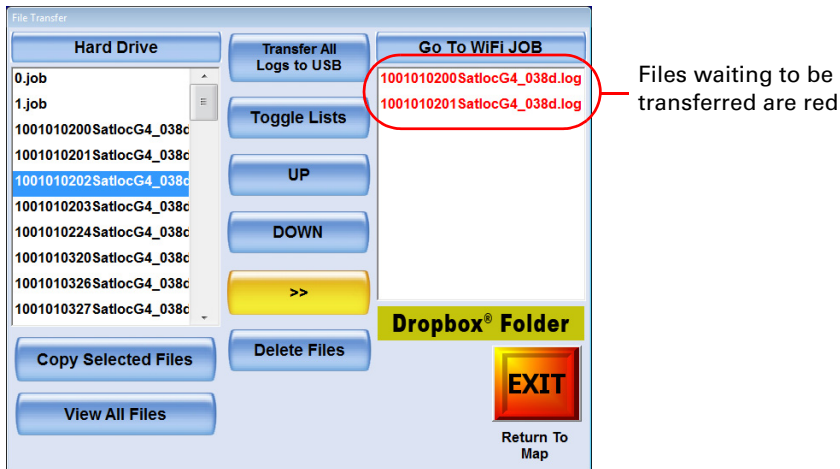 File Transfer
Hard Drive
0.job
1.job
1001010200SatlocG4_038d
1001010201SatlocG4_038d
1001010202SatlocG4_038d
1001010203SatlocG4_038d
1001010224SatlocG4_038d
1001010320SatlocG4_038d
1001010326SatlocG4_038d
1001010327SatlocG4_038d
Copy Selected Files
View All Files
Transfer All
Logs to USB
Toggle Lists
UP
DOWN
>>
Delete Files
Go To WiFi JOB
1001010200SatlocG4_038d.log
1001010201SatlocG4_038d.log
Dropbox® Folder
EXIT
Return To
Map
Files waiting to be
transferred are red